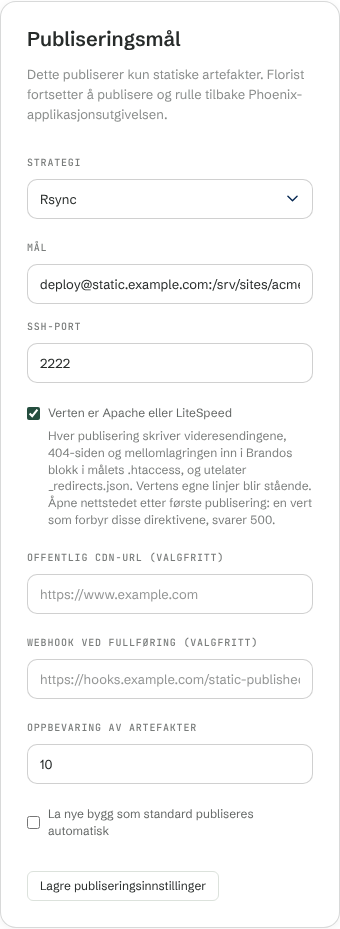 Publiseringsmål
Dette publiserer kun statiske artefakter. Florist
fortsetter å publisere og rulle tilbake Phoenix-
applikasjonsutgivelsen.
STRATEGI
Rsync
MÅL
deploy@static.example.com:/srv/sites/acme
SSH-PORT
2222
Verten er Apache eller LiteSpeed
Hver publisering skriver videresendingene,
404-siden og mellomlagringen inn i Brandos
blokk i målets .htaccess, og utelater
_redirects.json. Vertens egne linjer blir stående.
Åpne nettstedet etter første publisering: en vert
som forbyr disse direktivene, svarer 500.
OFFENTLIG CDN-URL (VALGFRITT)
https://www.example.com
WEBHOOK VED FULLFØRING (VALGFRITT)
https://hooks.example.com/static-published
OPPBEVARING AV ARTEFAKTER
10
La nye bygg som standard publiseres
automatisk
Lagre publiseringsinnstillinger